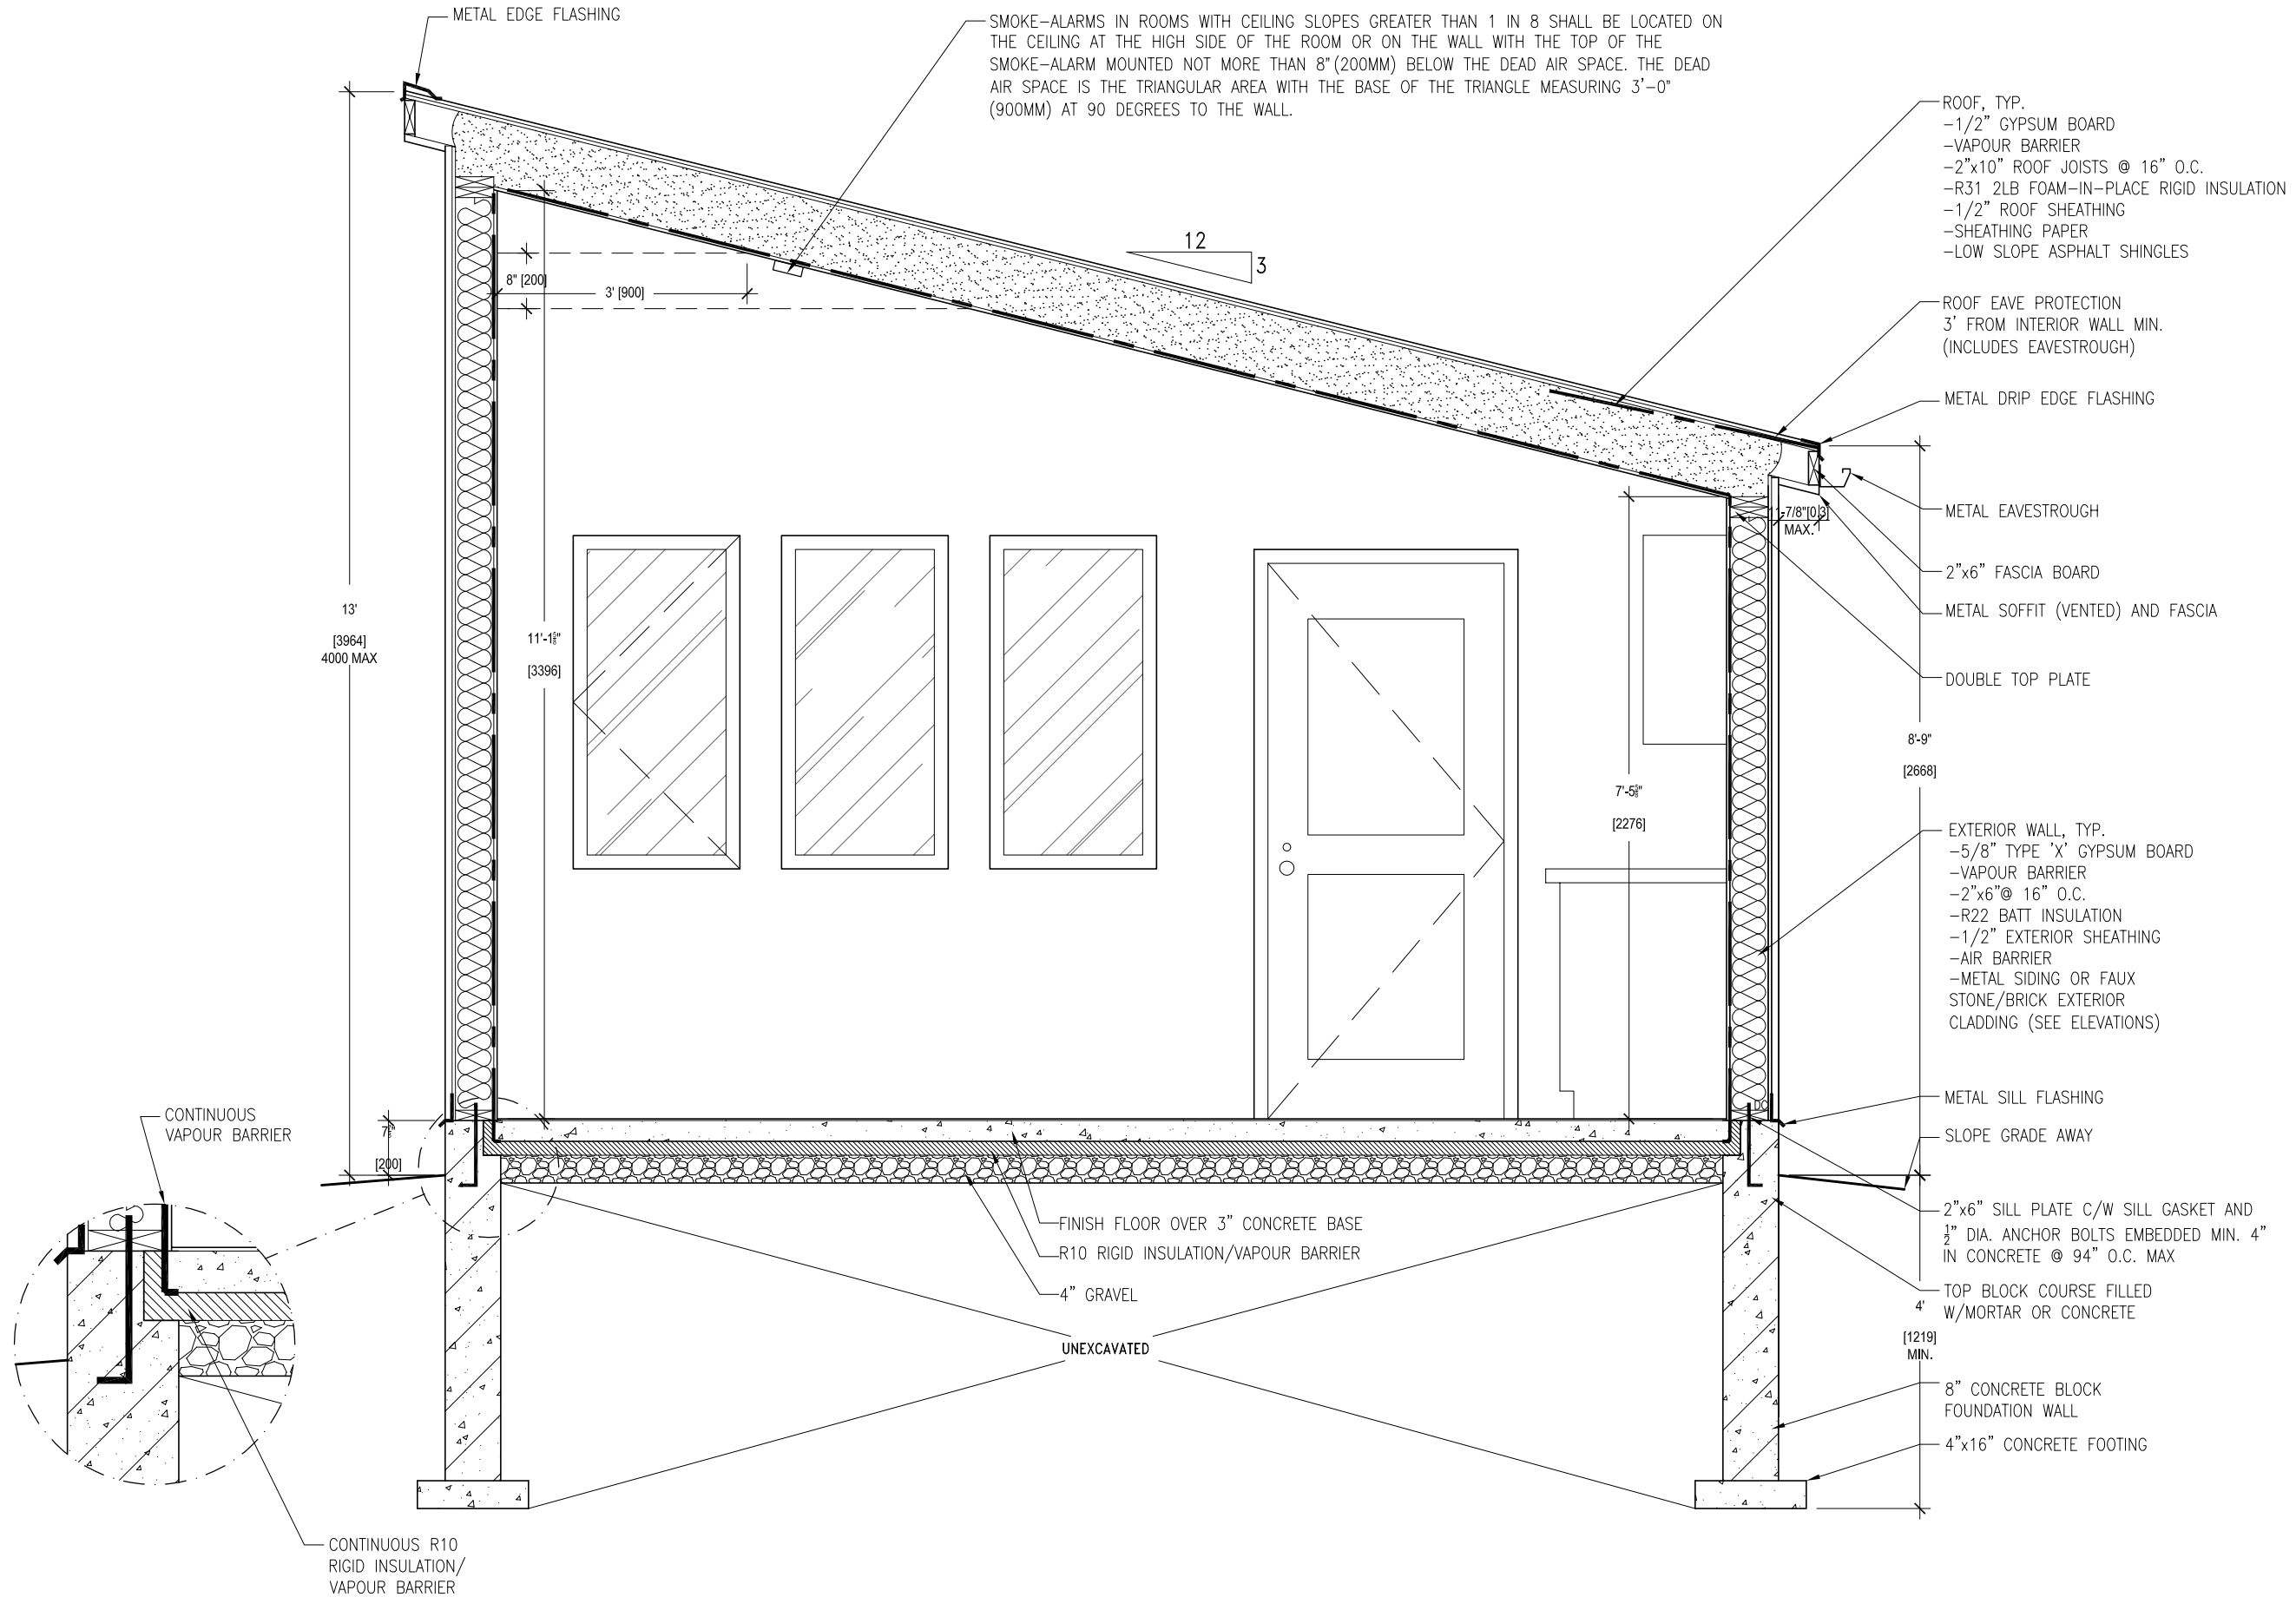 METAL EDGE FLASHING
SMOKE-ALARMS IN ROOMS WITH CEILING SLOPES GREATER THAN 1 IN 8 SHALL BE LOCATED ON
THE CEILING AT THE HIGH SIDE OF THE ROOM OR ON THE WALL WITH THE TOP OF THE
SMOKE-ALARM MOUNTED NOT MORE THAN 8"(200MM) BELOW THE DEAD AIR SPACE. THE DEAD
AIR SPACE IS THE TRIANGULAR AREA WITH THE BASE OF THE TRIANGLE MEASURING 3'-0"
(900MM) AT 90 DEGREES TO THE WALL.
ROOF, TYP.
-1/2" GYPSUM BOARD
-VAPOUR BARRIER
-2"x10" ROOF JOISTS @ 16" O.C.
-R31 2LB FOAM-IN-PLACE RIGID INSULATION
-1/2" ROOF SHEATHING
-SHEATHING PAPER
-LOW SLOPE ASPHALT SHINGLES
12
3
8" [200]
3' [900]
ROOF EAVE PROTECTION
3' FROM INTERIOR WALL MIN.
(INCLUDES EAVESTROUGH)
METAL DRIP EDGE FLASHING
METAL EAVESTROUGH
11-7/8"[0.3]
MAX.
2"x6" FASCIA BOARD
METAL SOFFIT (VENTED) AND FASCIA
DOUBLE TOP PLATE
13'
[3964]
4000 MAX
11'-1⅝"
[3396]
7'-5⅝"
[2276]
8'-9"
[2668]
EXTERIOR WALL, TYP.
-5/8" TYPE 'X' GYPSUM BOARD
-VAPOUR BARRIER
-2"x6"@ 16" O.C.
-R22 BATT INSULATION
-1/2" EXTERIOR SHEATHING
-AIR BARRIER
-METAL SIDING OR FAUX
STONE/BRICK EXTERIOR
CLADDING (SEE ELEVATIONS)
METAL SILL FLASHING
SLOPE GRADE AWAY
CONTINUOUS
VAPOUR BARRIER
[200]
2"x6" SILL PLATE C/W SILL GASKET AND
½" DIA. ANCHOR BOLTS EMBEDDED MIN. 4"
IN CONCRETE @ 94" O.C. MAX
FINISH FLOOR OVER 3" CONCRETE BASE
R10 RIGID INSULATION/VAPOUR BARRIER
4" GRAVEL
TOP BLOCK COURSE FILLED
W/MORTAR OR CONCRETE
4'
[1219]
MIN.
UNEXCAVATED
8" CONCRETE BLOCK
FOUNDATION WALL
4"x16" CONCRETE FOOTING
CONTINUOUS R10
RIGID INSULATION/
VAPOUR BARRIER